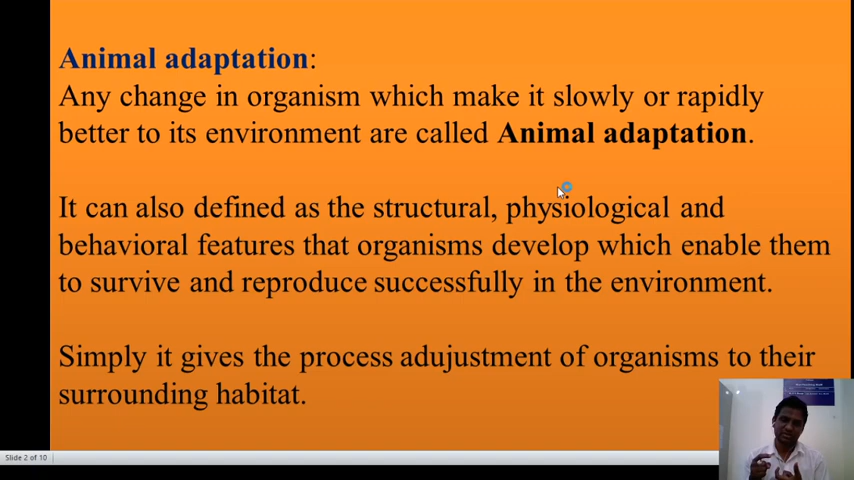 Animal adaptation:
Any change in organism which make it slowly or rapidly
better to its environment are called Animal adaptation.
It can also defined as the structural, physiological and
behavioral features that organisms develop which enable them
to survive and reproduce successfully in the environment.
Simply it gives the process adujustment of organisms to their
surrounding habitat.
Slide 2 of 10